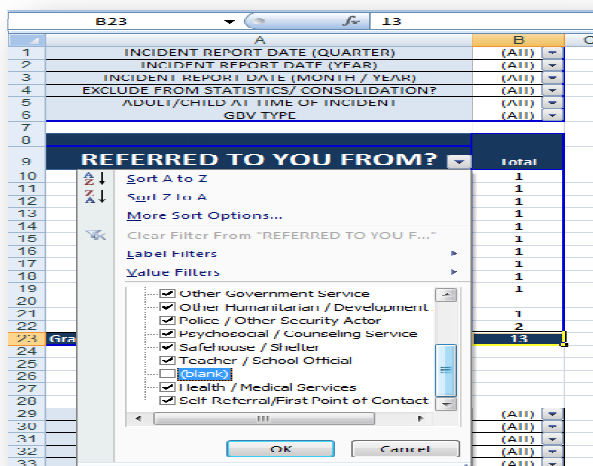 B23 fx 13
A B C
1 INCIDENT REPORT DATE (QUARTER) (All)
2 INCIDENT REPORT DATE (YEAR) (All)
3 INCIDENT REPORT DATE (MONTH / YEAR) (All)
4 EXCLUDE FROM STATISTICS/ CONSOLIDATION? (All)
5 ADULT/CHILD AT TIME OF INCIDENT (All)
6 GBV TYPE (All)
7
8
9 REFERRED TO YOU FROM? Total
10 Sort A to Z 1
11 1
12 Sort Z to A 1
13 More Sort Options... 1
14 1
15 Clear Filter From "REFERRED TO YOU F..." 1
16 Label Filters 1
17 1
18 Value Filters 1
19 1
20 Other Government Service
21 Other Humanitarian / Development 1
22 Police / Other Security Actor 2
23 Gra Psychosocial / Counseling Service 13
24 Safehouse / Shelter
25 Teacher / School Official
26 (blank)
27 Health / Medical Services
28 Self Referral/First Point of Contact
29 (All)
30 (All)
31 (All)
32 OK Cancel (All)
33 (All)